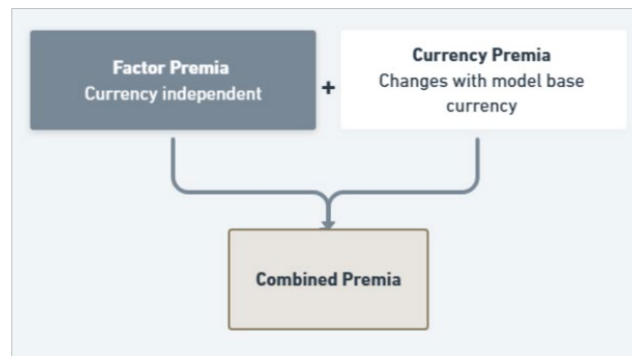 Factor Premia
Currency independent
+
Currency Premia
Changes with model base
currency
Combined Premia